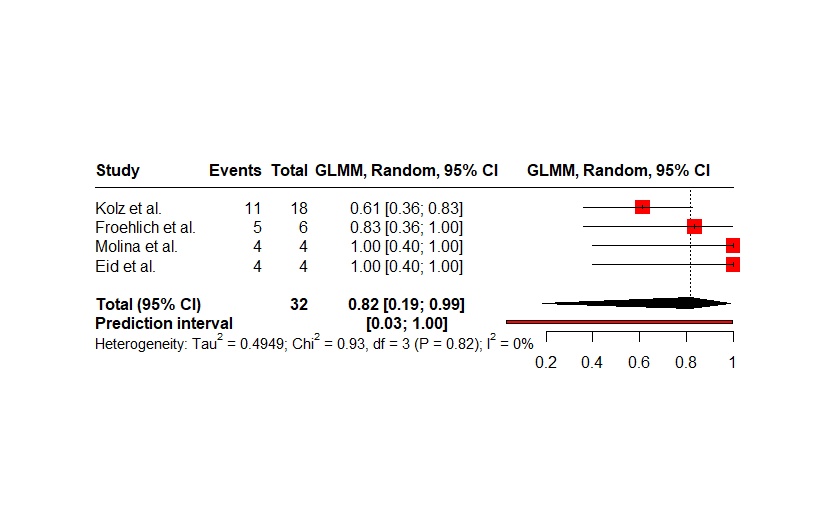 Study Events Total GLMM, Random, 95% CI GLMM, Random, 95% CI
Kolz et al. 11 18 0.61 [0.36; 0.83]
Froehlich et al. 5 6 0.83 [0.36; 1.00]
Molina et al. 4 4 1.00 [0.40; 1.00]
Eid et al. 4 4 1.00 [0.40; 1.00]
Total (95% CI) 32 0.82 [0.19; 0.99]
Prediction interval [0.03; 1.00]
Heterogeneity: Tau² = 0.4949; Chi² = 0.93, df = 3 (P = 0.82); I² = 0%
0.2 0.4 0.6 0.8 1